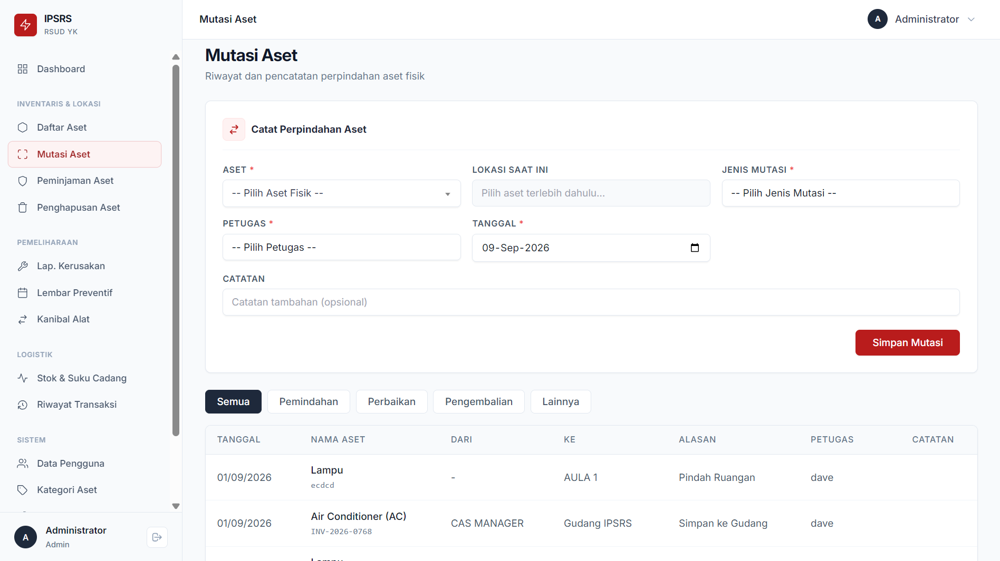 IPSRS
RSUD YK
Mutasi Aset
A
Administrator
Dashboard
INVENTARIS & LOKASI
Daftar Aset
Mutasi Aset
Peminjaman Aset
Penghapusan Aset
PEMELIHARAAN
Lap. Kerusakan
Lembar Preventif
Kanibal Alat
LOGISTIK
Stok & Suku Cadang
Riwayat Transaksi
SISTEM
Data Pengguna
Kategori Aset
A
Administrator
Admin
Mutasi Aset
Riwayat dan pencatatan perpindahan aset fisik
Catat Perpindahan Aset
ASET *
LOKASI SAAT INI
JENIS MUTASI *
-- Pilih Aset Fisik --
Pilih aset terlebih dahulu...
-- Pilih Jenis Mutasi --
PETUGAS *
TANGGAL *
-- Pilih Petugas --
09-Sep-2026
CATATAN
Catatan tambahan (opsional)
Simpan Mutasi
Semua
Pemindahan
Perbaikan
Pengembalian
Lainnya
TANGGAL NAMA ASET DARI KE ALASAN PETUGAS CATATAN
01/09/2026 Lampu - AULA 1 Pindah Ruangan dave
ecdcd
01/09/2026 Air Conditioner (AC) CAS MANAGER Gudang IPSRS Simpan ke Gudang dave
INV-2026-0768